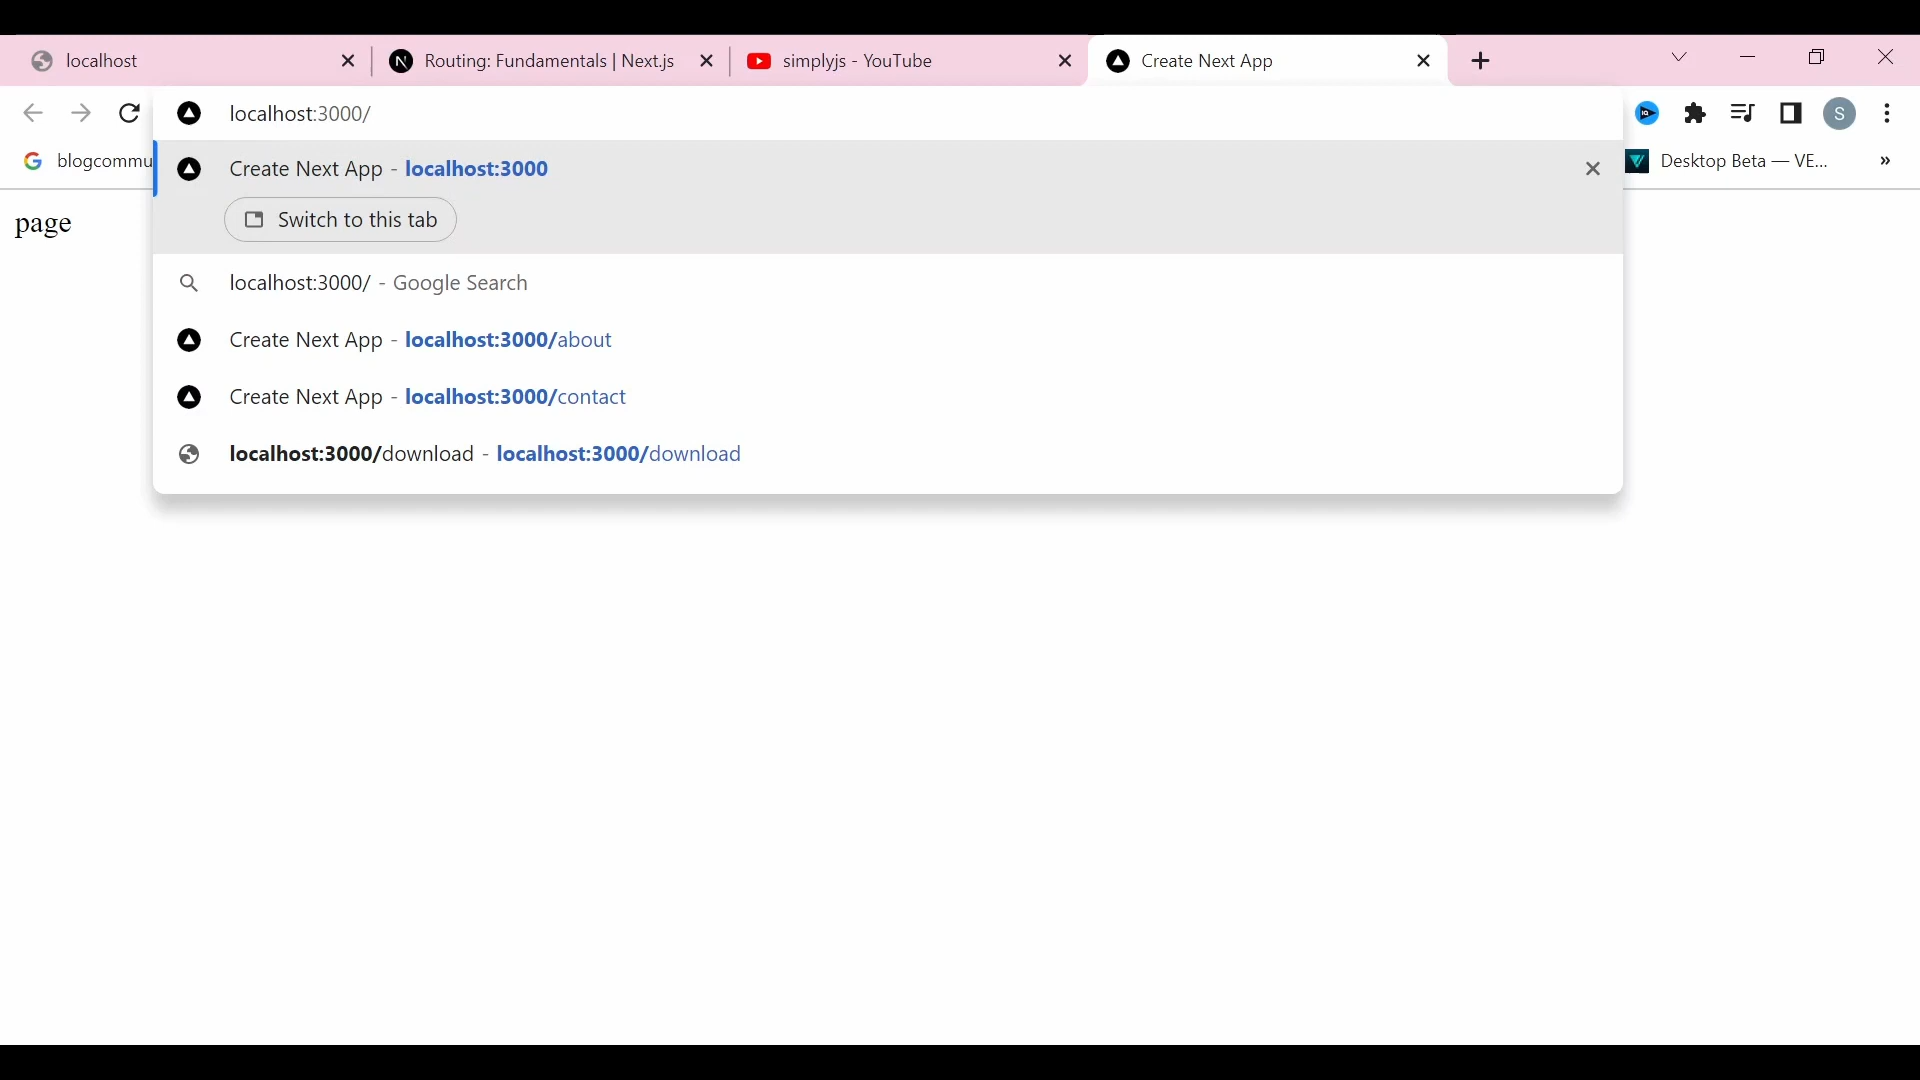 localhost
Routing: Fundamentals | Next.js
simplyjs - YouTube
Create Next App
localhost:3000/
S
blogcommu
Create Next App - localhost:3000
Desktop Beta — VE...
»
Switch to this tab
page
localhost:3000/ - Google Search
Create Next App - localhost:3000/about
Create Next App - localhost:3000/contact
localhost:3000/download - localhost:3000/download